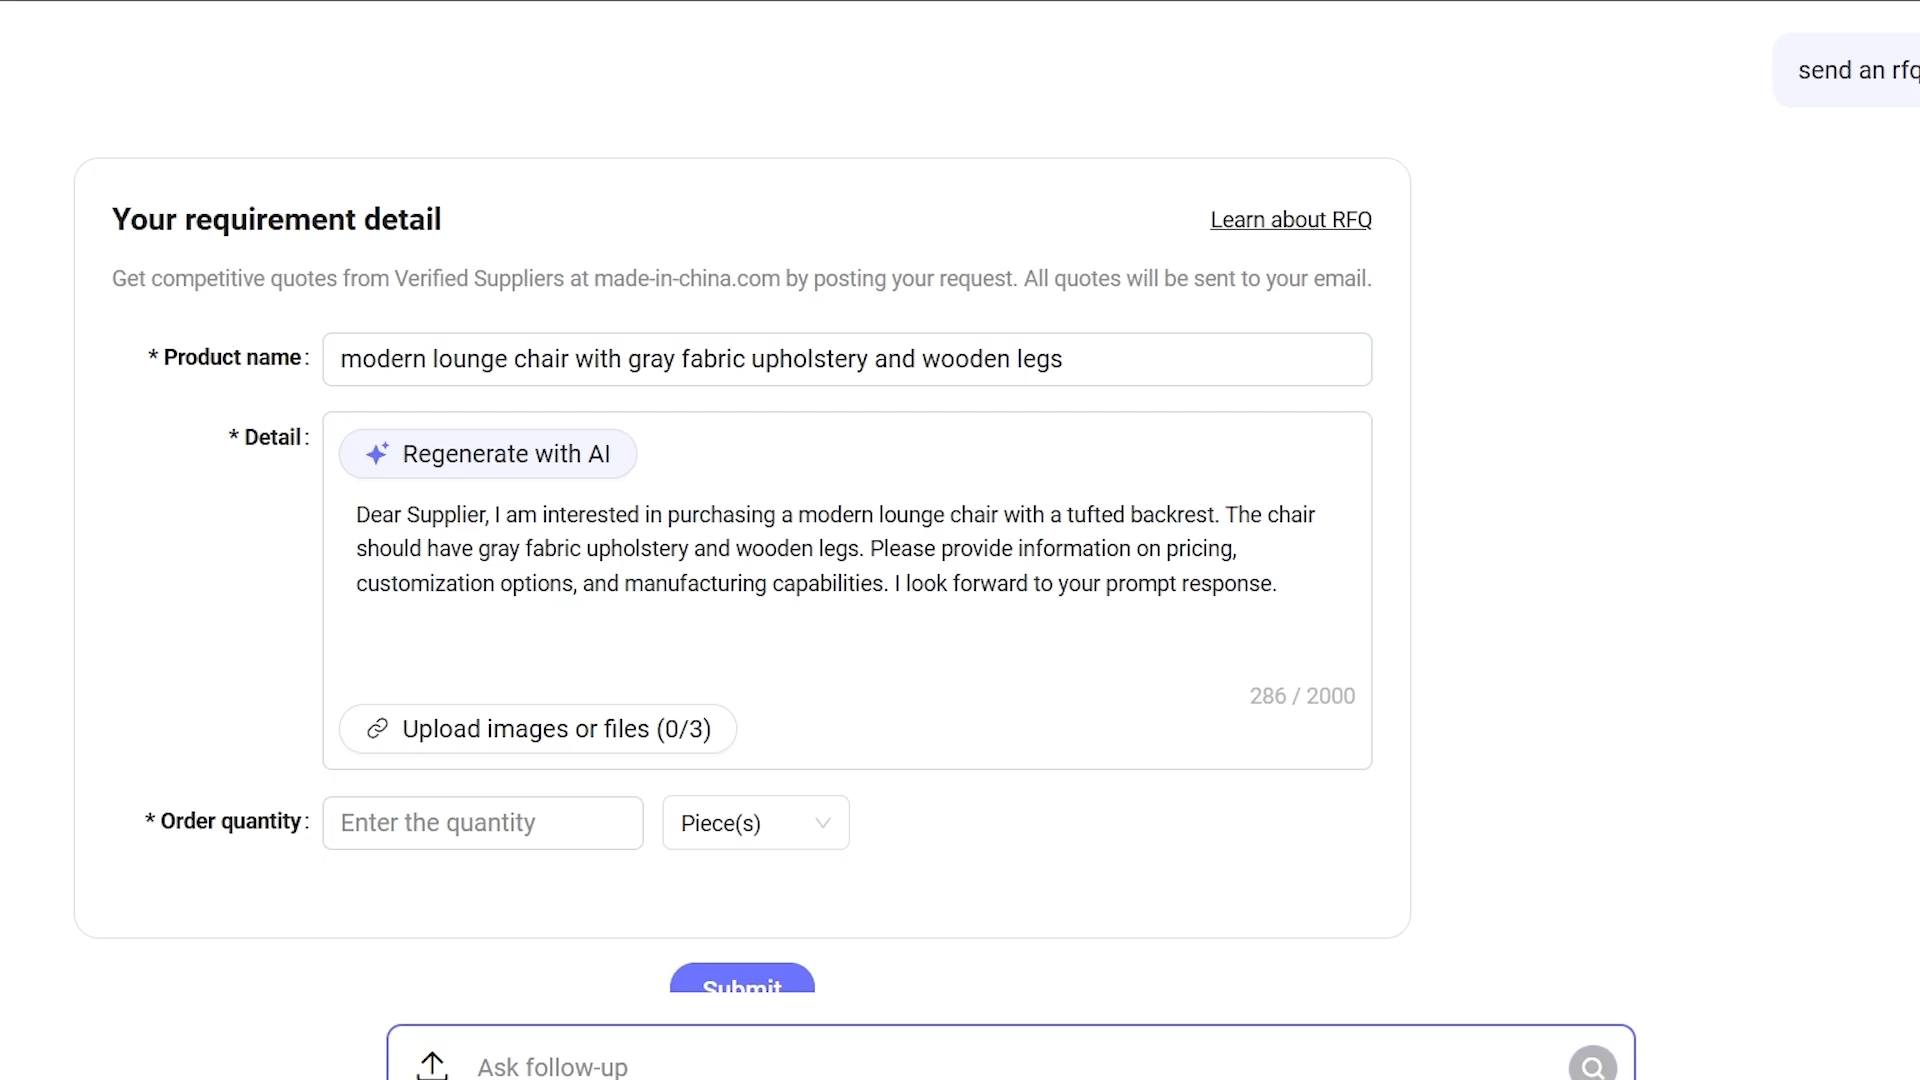 send an rfq
Your requirement detail
Learn about RFQ
Get competitive quotes from Verified Suppliers at made-in-china.com by posting your request. All quotes will be sent to your email.
* Product name: modern lounge chair with gray fabric upholstery and wooden legs
* Detail:
Regenerate with AI
Dear Supplier, I am interested in purchasing a modern lounge chair with a tufted backrest. The chair
should have gray fabric upholstery and wooden legs. Please provide information on pricing,
customization options, and manufacturing capabilities. I look forward to your prompt response.
286 / 2000
Upload images or files (0/3)
* Order quantity: Enter the quantity Piece(s)
Submit
Ask follow-up